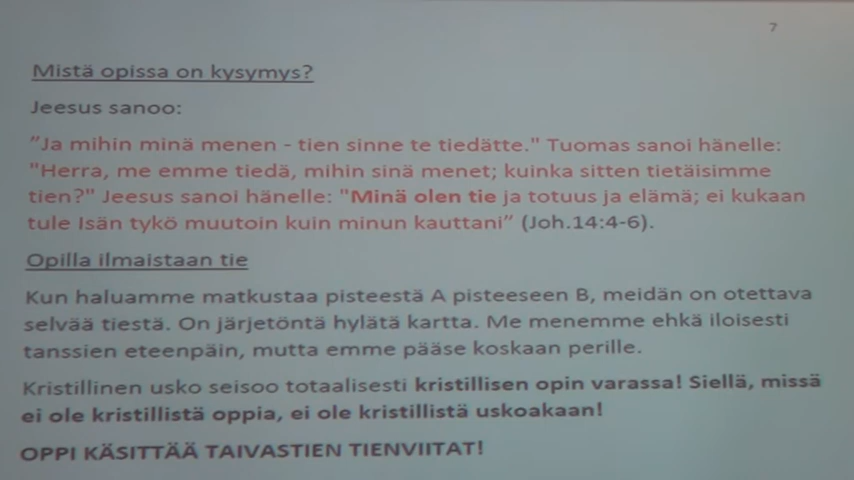 7
Mistä opissa on kysymys?
Jeesus sanoo:
”Ja mihin minä menen - tien sinne te tiedätte." Tuomas sanoi hänelle:
"Herra, me emme tiedä, mihin sinä menet; kuinka sitten tietäisimme
tien?" Jeesus sanoi hänelle: "Minä olen tie ja totuus ja elämä; ei kukaan
tule Isän tykö muutoin kuin minun kauttani” (Joh.14:4-6).
Opilla ilmaistaan tie
Kun haluamme matkustaa pisteestä A pisteeseen B, meidän on otettava
selvää tiestä. On järjetöntä hylätä kartta. Me menemme ehkä iloisesti
tanssien eteenpäin, mutta emme pääse koskaan perille.
Kristillinen usko seisoo totaalisesti kristillisen opin varassa! Siellä, missä
ei ole kristillistä oppia, ei ole kristillistä uskoakaan!
OPPI KÄSITTÄÄ TAIVASTIEN TIENVIITAT!